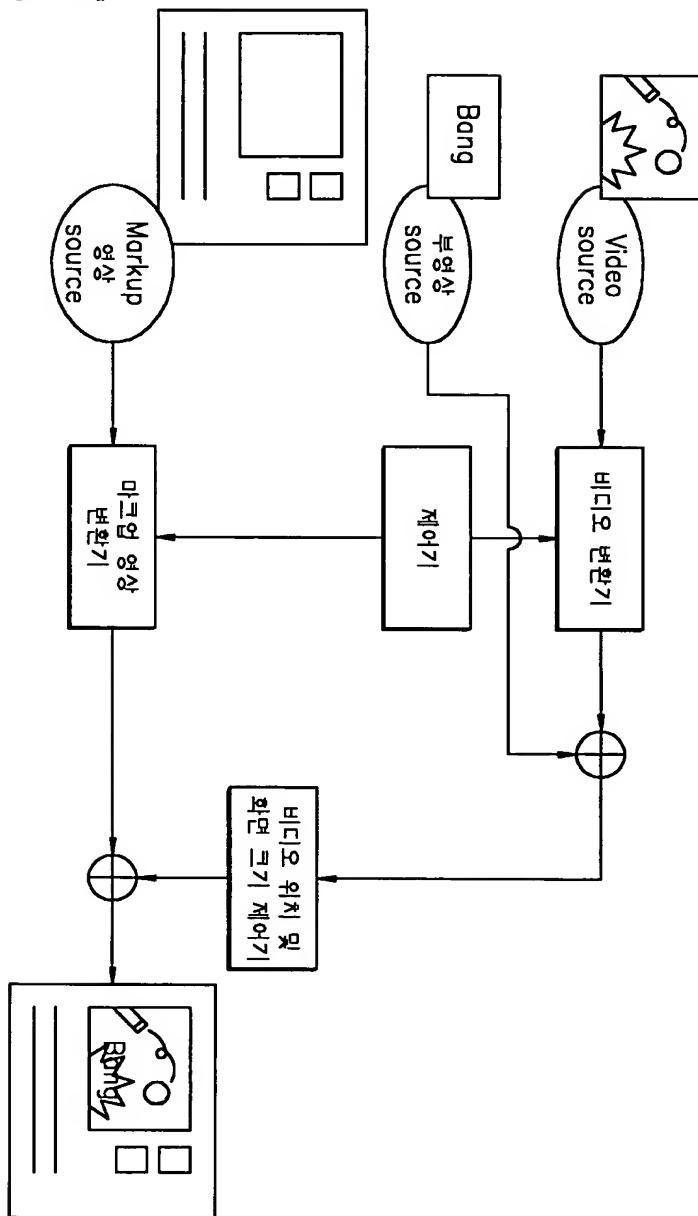 Video
source
비디오 변환기
Bang
부영상
source
제어기
비디오 위치 및
화면 크기 제어기
Markup
영상
source
마크업 영상
변환기
Bang